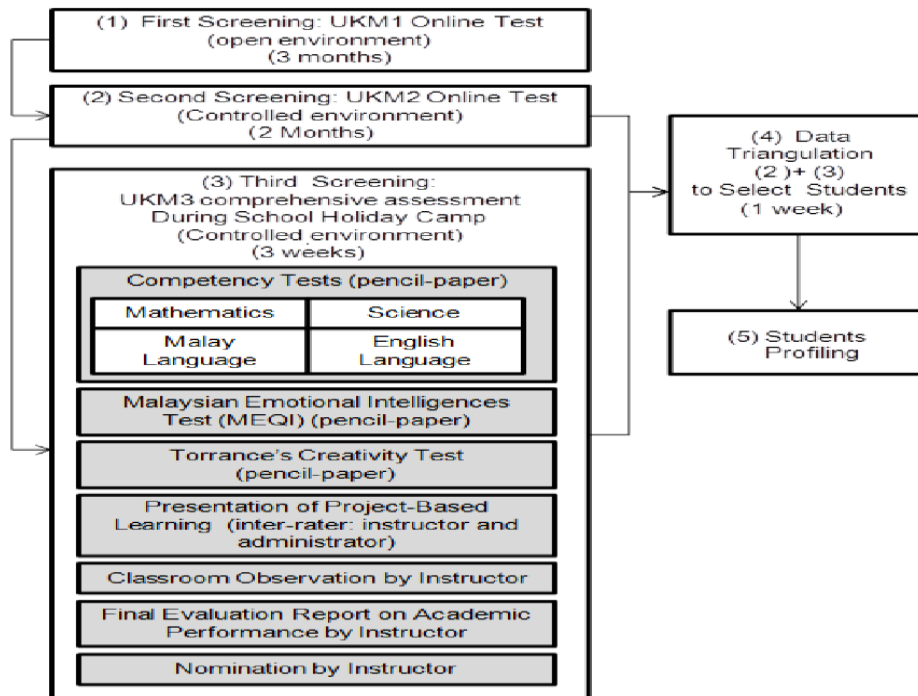 (1) First Screening: UKM1 Online Test
(open environment)
(3 months)
(2) Second Screening: UKM2 Online Test
(Controlled environment)
(2 Months)
(3) Third Screening:
UKM3 comprehensive assessment
During School Holiday Camp
(Controlled environment)
(3 weeks)
Competency Tests (pencil-paper)
Mathematics
Science
Malay
Language
English
Language
Malaysian Emotional Intelligences
Test (MEQI) (pencil-paper)
Torrance's Creativity Test
(pencil-paper)
Presentation of Project-Based
Learning (inter-rater: instructor and
administrator)
Classroom Observation by Instructor
Final Evaluation Report on Academic
Performance by Instructor
Nomination by Instructor
(4) Data
Triangulation
(2 )+ (3)
to Select Students
(1 week)
(5) Students
Profiling